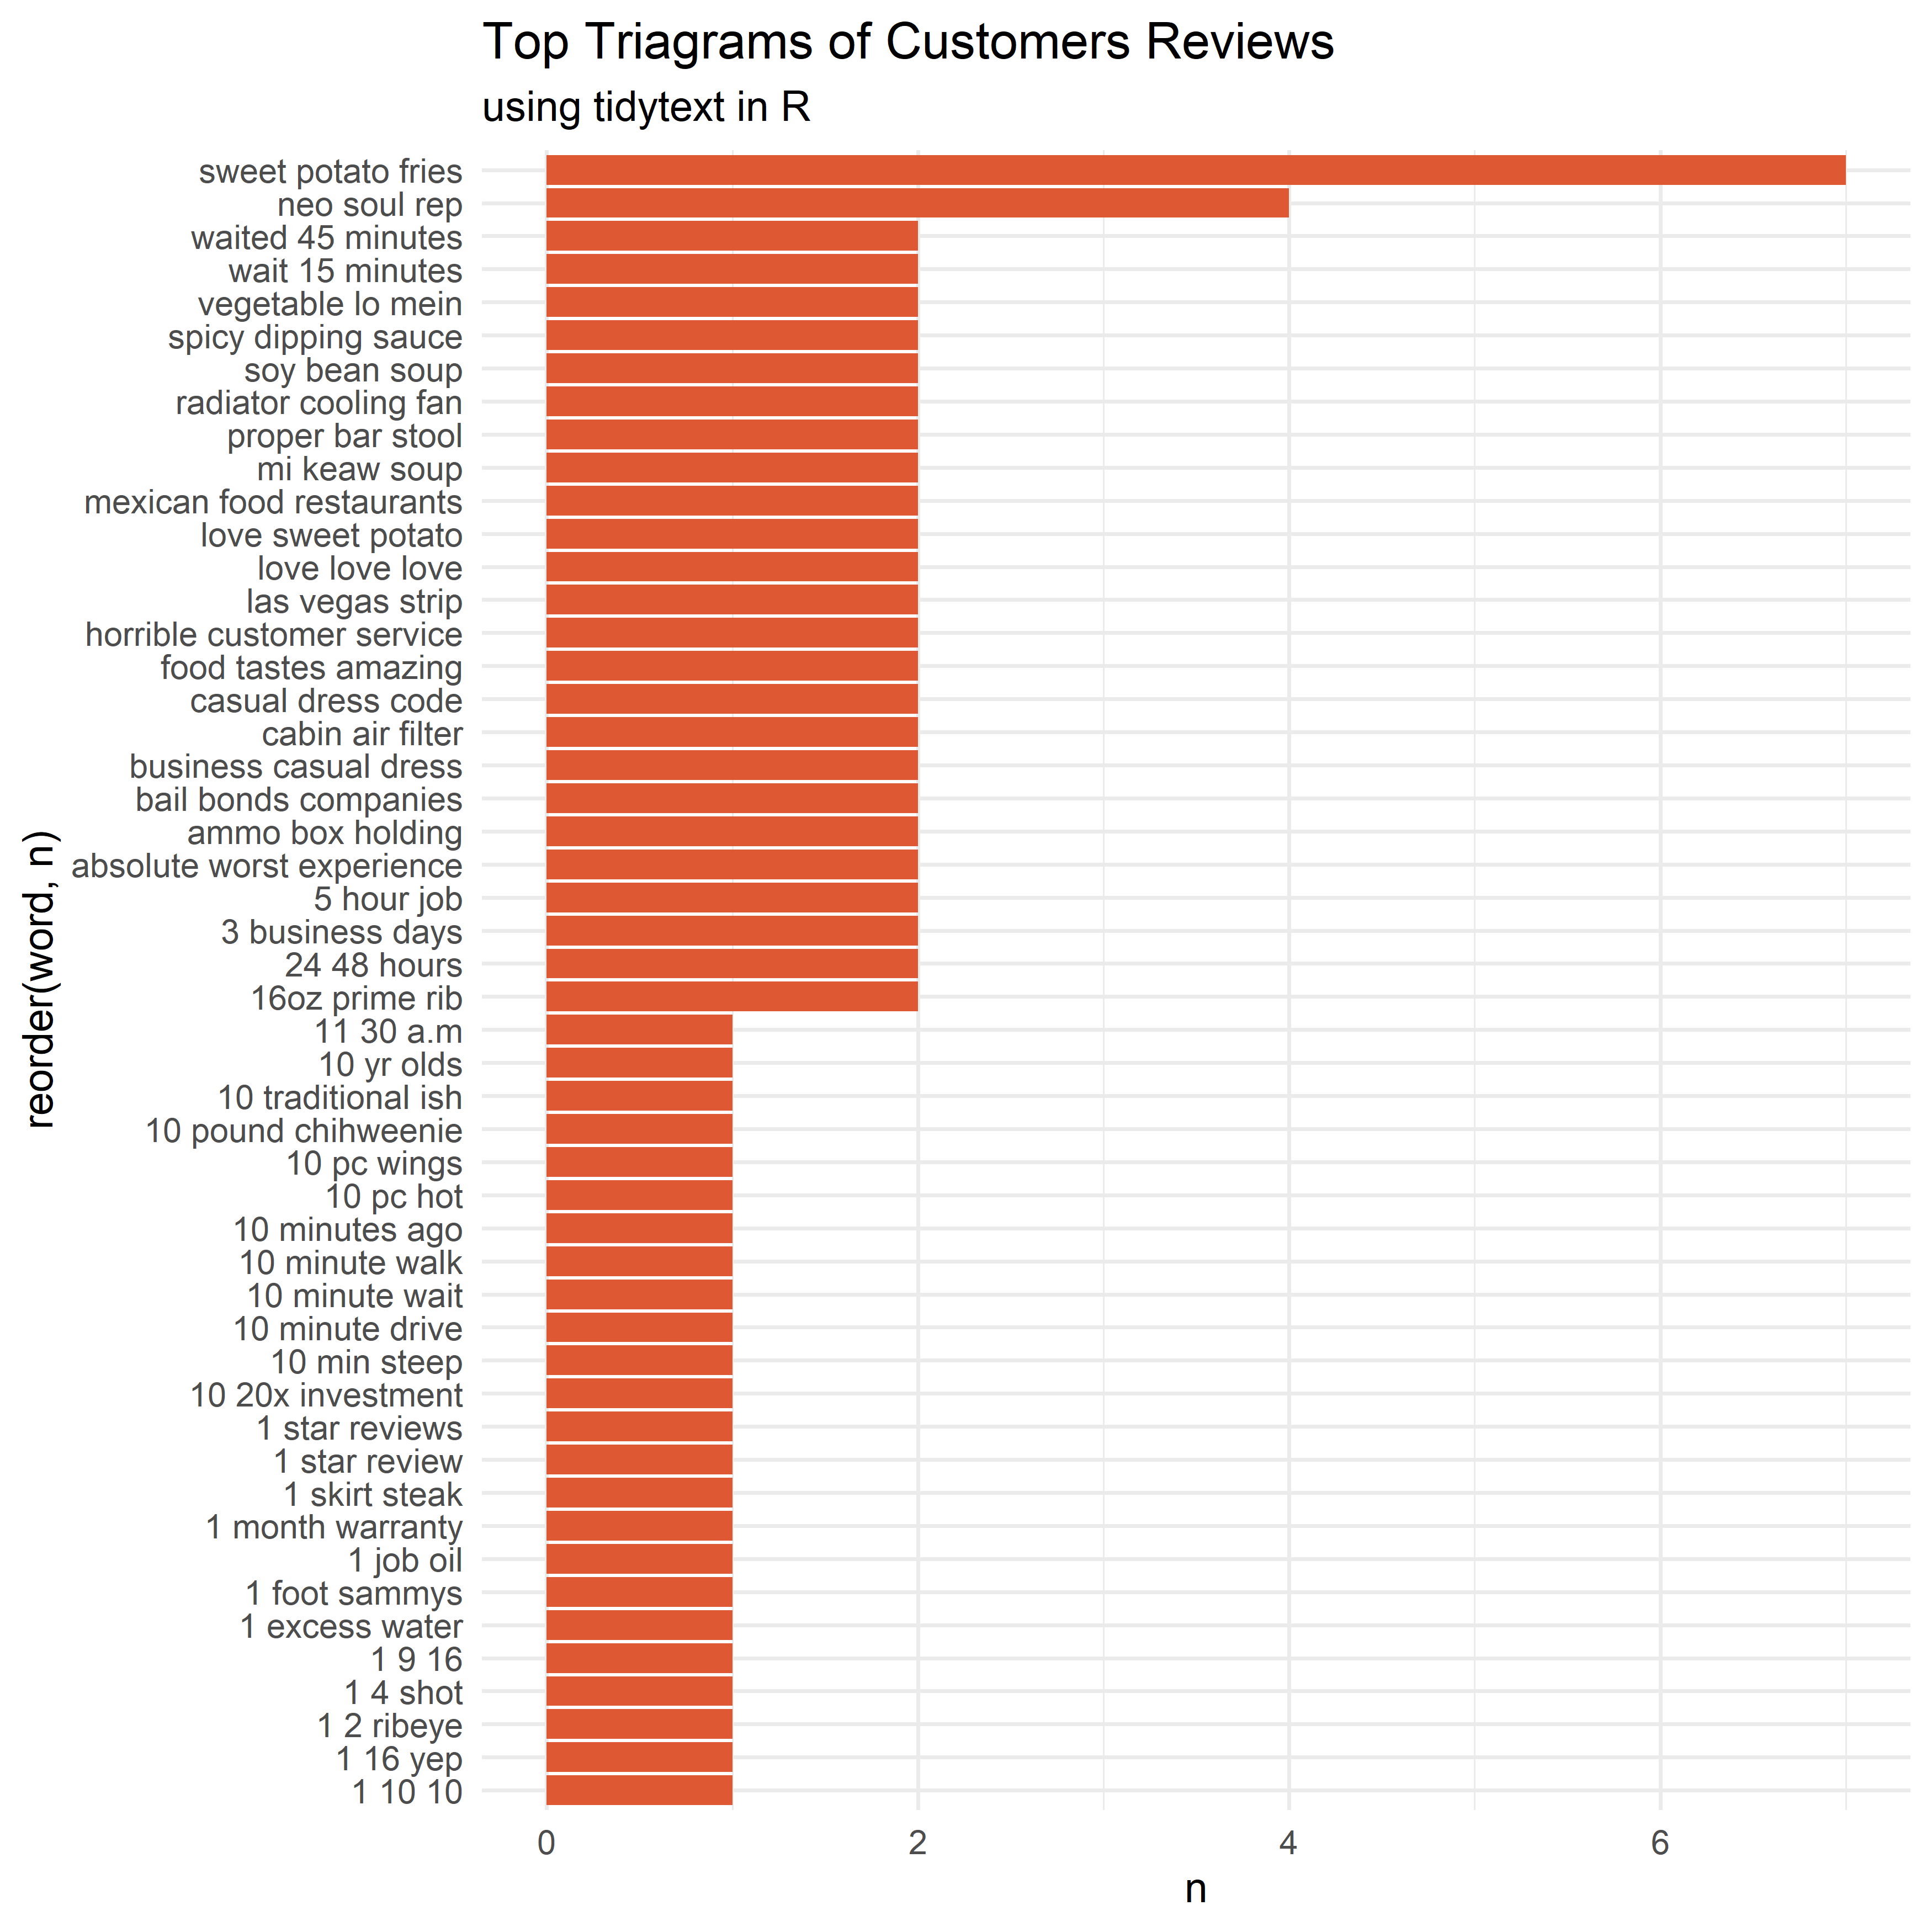 Top Triagrams of Customers Reviews
using tidytext in R
sweet potato fries
neo soul rep
waited 45 minutes
wait 15 minutes
vegetable lo mein
spicy dipping sauce
soy bean soup
radiator cooling fan
proper bar stool
mi keaw soup
mexican food restaurants
love sweet potato
love love love
las vegas strip
horrible customer service
food tastes amazing
casual dress code
cabin air filter
business casual dress
bail bonds companies
ammo box holding
absolute worst experience
5 hour job
3 business days
24 48 hours
16oz prime rib
11 30 a.m
10 yr olds
10 traditional ish
10 pound chihweenie
10 pc wings
10 pc hot
10 minutes ago
10 minute walk
10 minute wait
10 minute drive
10 min steep
10 20x investment
1 star reviews
1 star review
1 skirt steak
1 month warranty
1 job oil
1 foot sammys
1 excess water
1 9 16
1 4 shot
1 2 ribeye
1 16 yep
1 10 10
reorder(word, n)
0 2 4 6
n